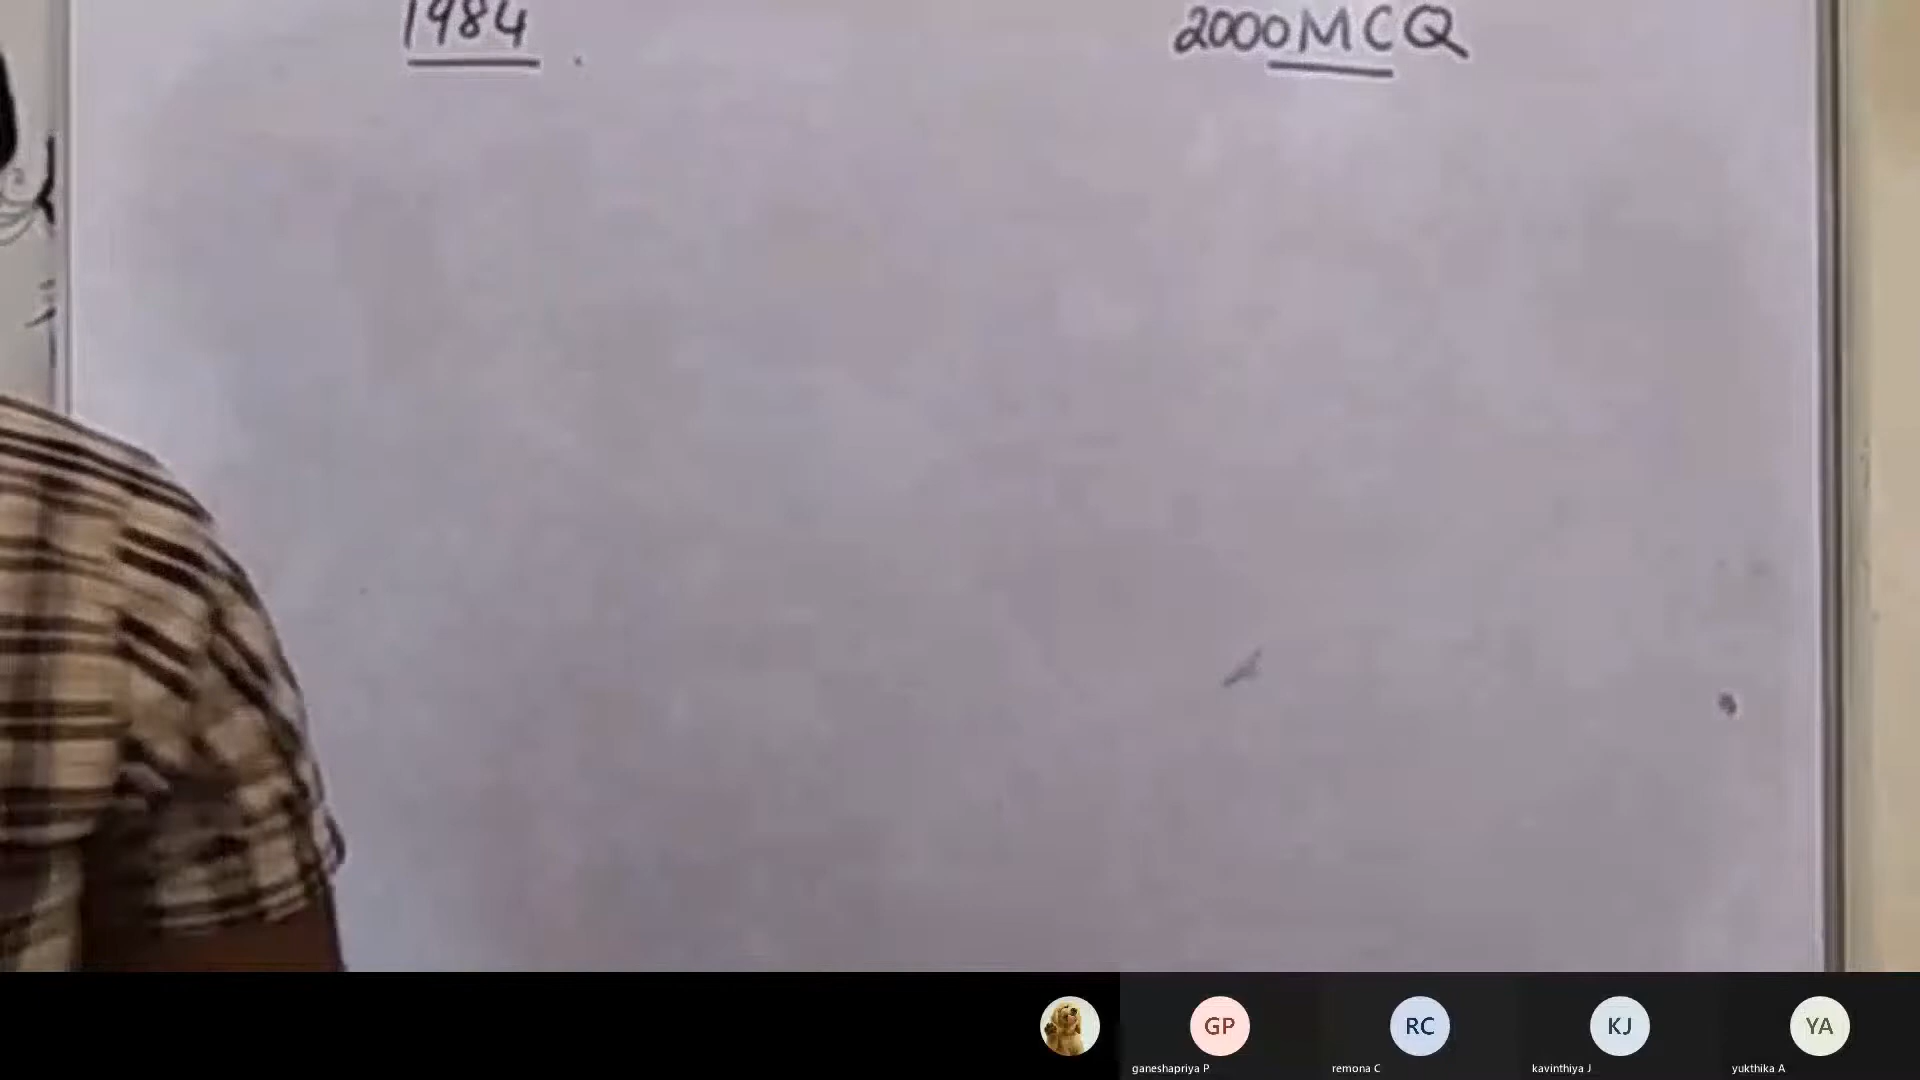 1984 2000MCQ
GP RC KJ YA
ganeshapriya P remona C kavinthiya J yukthika A